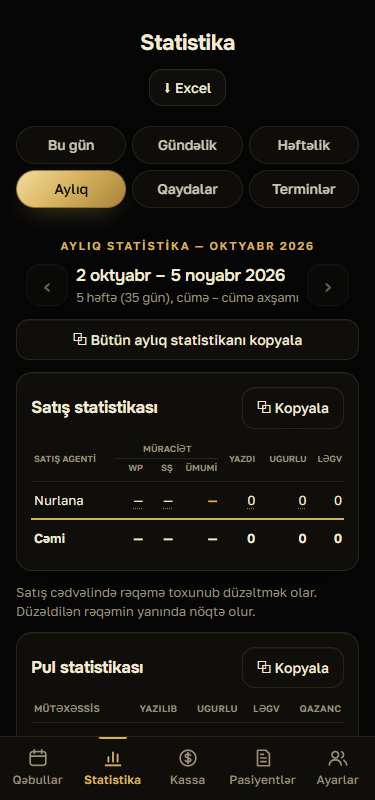 Statistika
⭳ Excel
Bu gün Gündəlik Həftəlik
Aylıq Qaydalar Terminlər
AYLIQ STATİSTİKA — OKTYABR 2026
‹ 2 oktyabr – 5 noyabr 2026 ›
5 həftə (35 gün), cümə – cümə axşamı
Bütün aylıq statistikanı kopyala
Satış statistikası Kopyala
SATIŞ AGENTİ MÜRACİƏT YAZDI UGURLU LƏGV
WP SŞ ÜMUMİ
Nurlana — — — 0 0 0
Cəmi — — — 0 0 0
Satış cədvəlində rəqəmə toxunub düzəltmək olar.
Düzəldilən rəqəmin yanında nöqtə olur.
Pul statistikası Kopyala
MÜTƏXƏSSİS YAZILIB UGURLU LƏGV QAZANC
Qəbullar Statistika Kassa Pasiyentlər Ayarlar